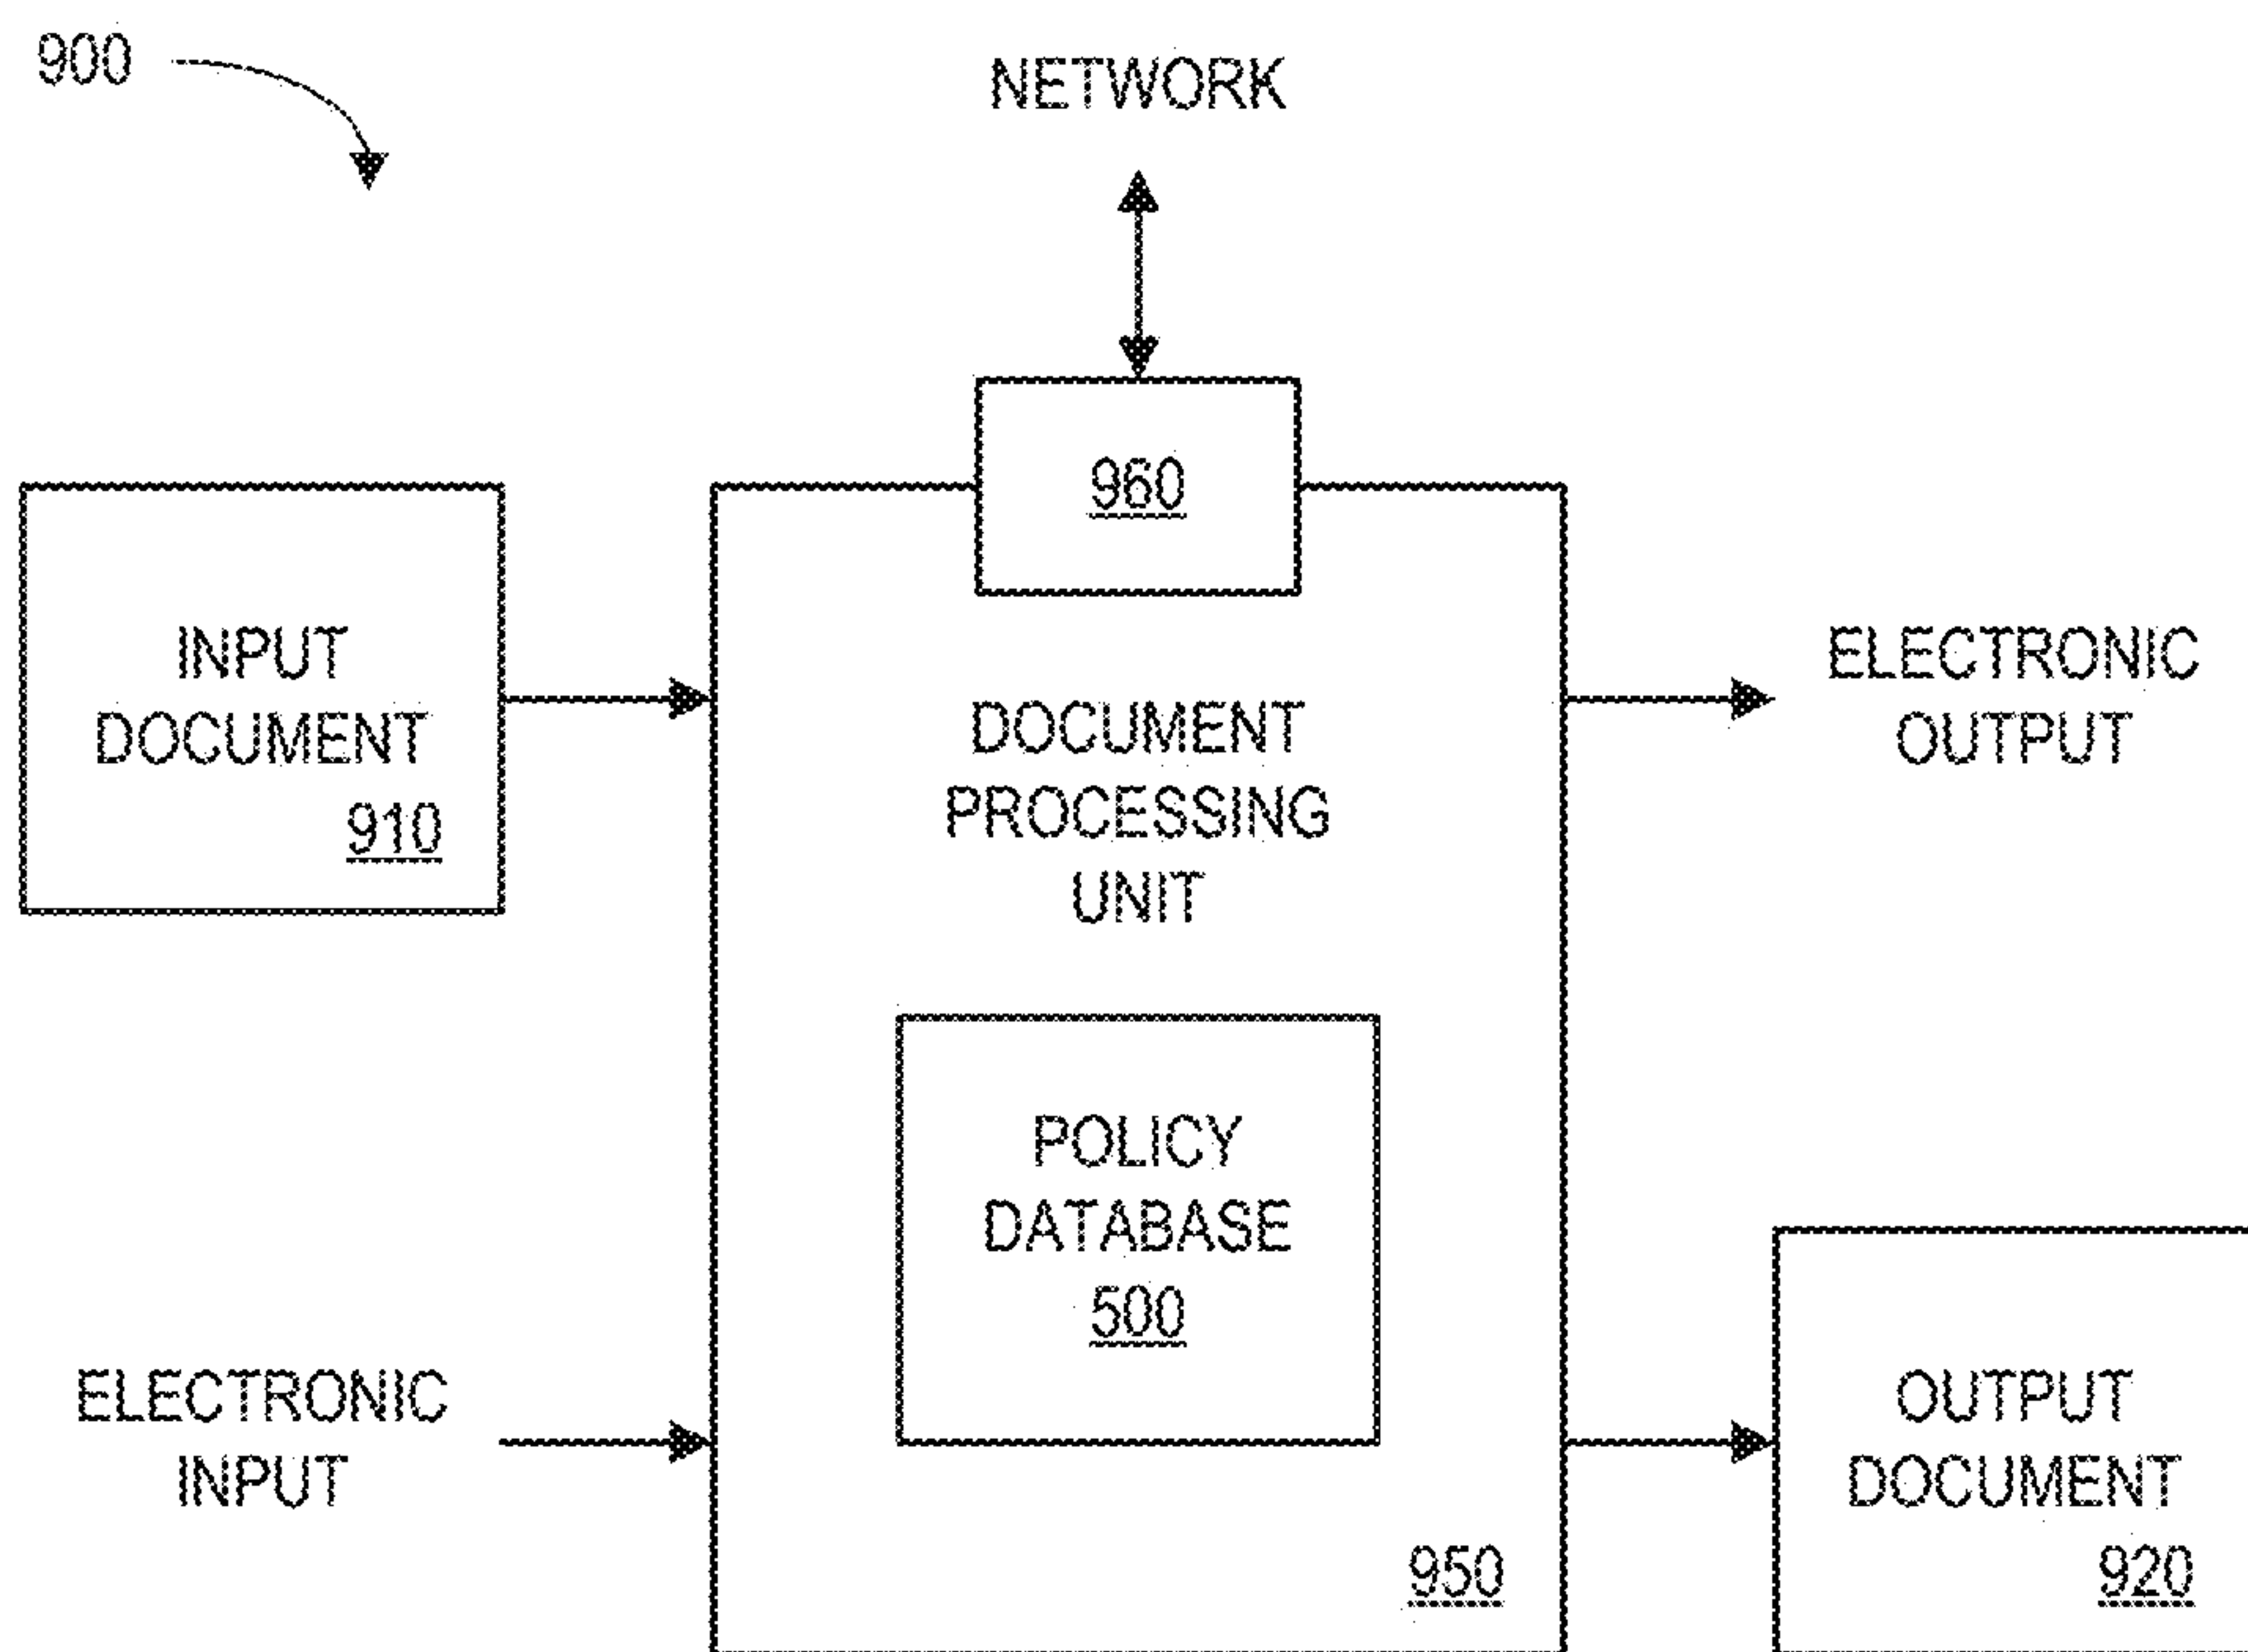 900
NETWORK
960
INPUT
DOCUMENT
910
DOCUMENT
PROCESSING
UNIT
ELECTRONIC
OUTPUT
POLICY
DATABASE
500
ELECTRONIC
INPUT
950
OUTPUT
DOCUMENT
920